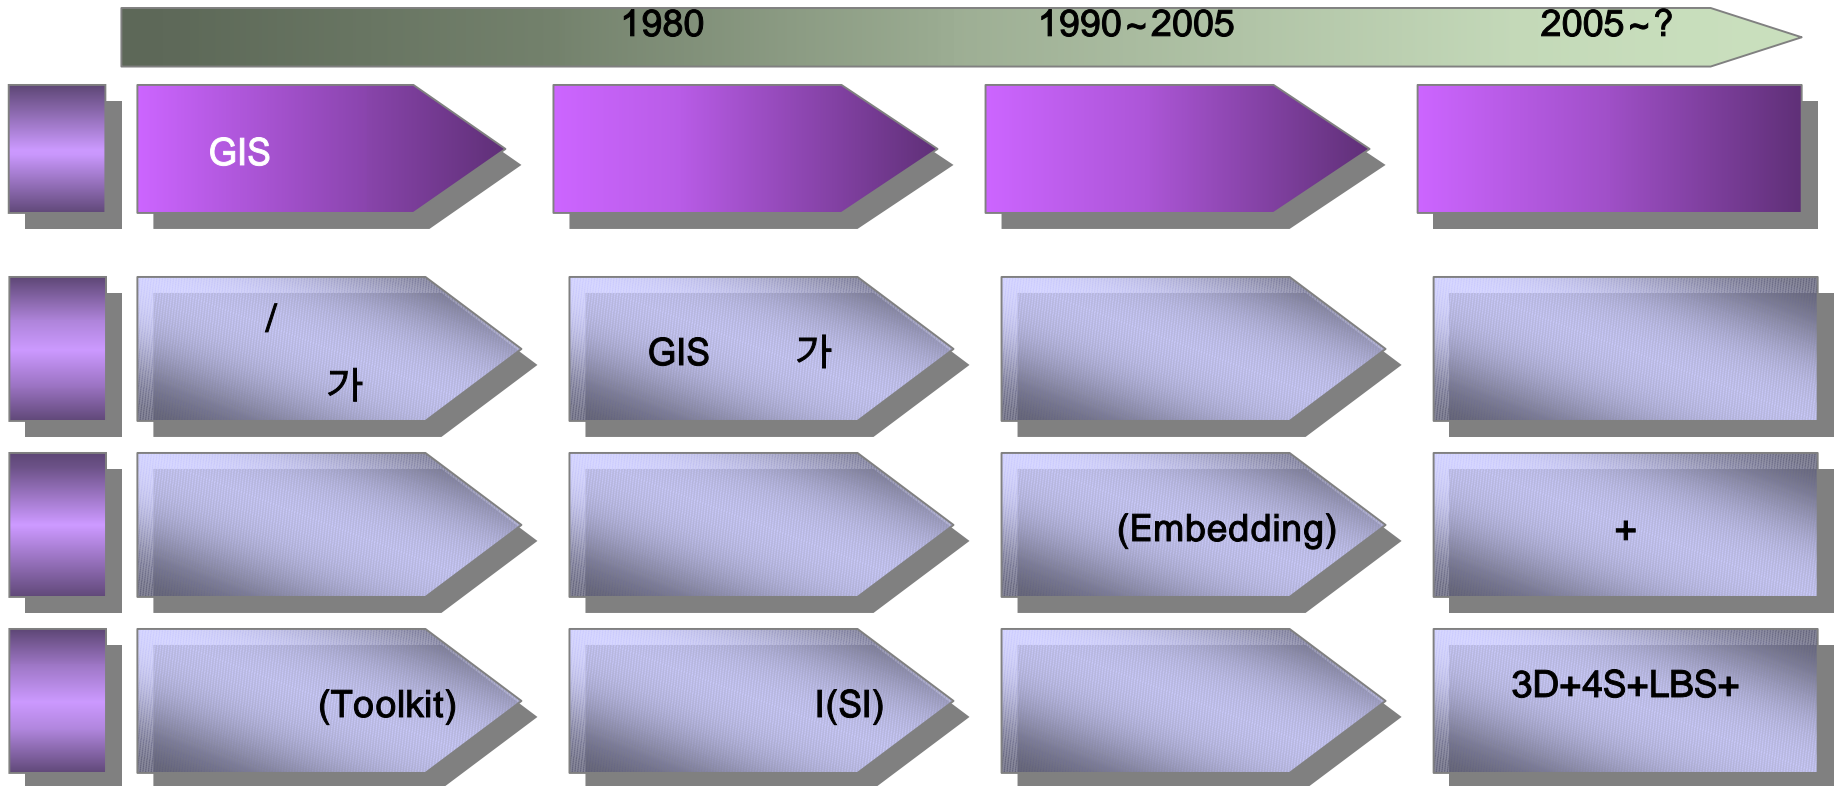 1980 1990~2005 2005~?
GIS
/
가
GIS 가
(Embedding) +
(Toolkit) I(SI) 3D+4S+LBS+